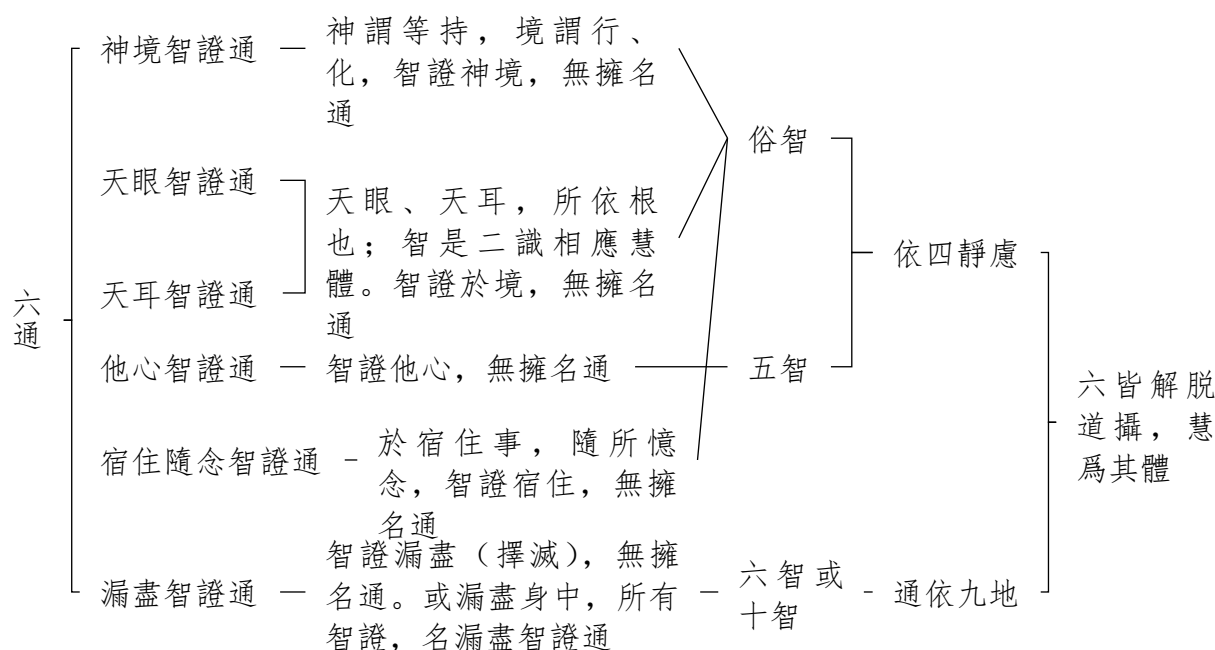 六通
神境智證通
神謂等持，境謂行、
化，智證神境，無擁名
通
天眼智證通
天耳智證通
天眼、天耳，所依根
也；智是二識相應慧
體。智證於境，無擁名
通
他心智證通
智證他心，無擁名通
宿住隨念智證通
於宿住事，隨所憶
念，智證宿住，無擁
名通
漏盡智證通
智證漏盡（擇滅），無擁
名通。或漏盡身中，所有
智證，名漏盡智證通
俗智
五智
六智或
十智
依四靜慮
通依九地
六皆解脱
道攝，慧
爲其體